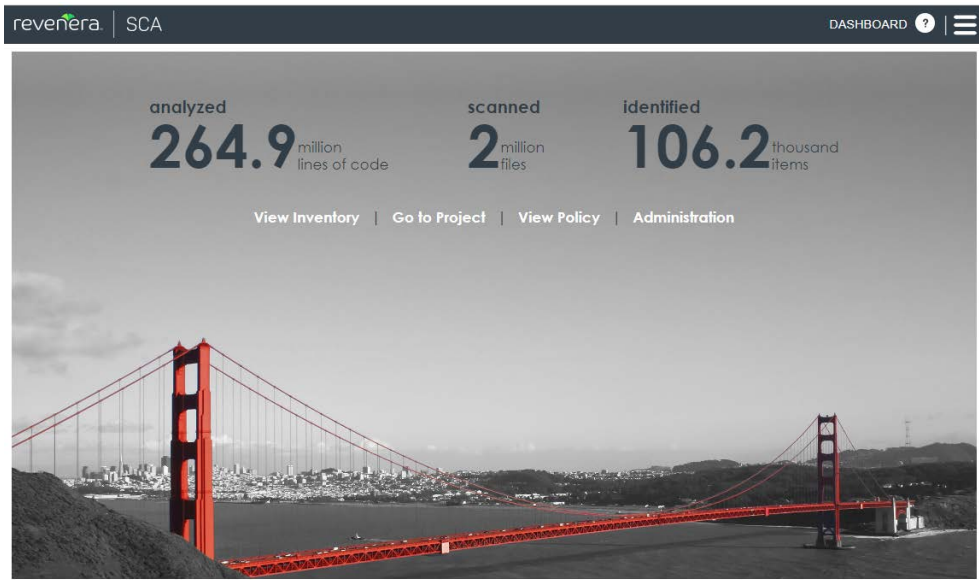 revenera. SCA DASHBOARD ?
analyzed scanned identified
264.9 million lines of code 2 million files 106.2 thousand items
View Inventory | Go to Project | View Policy | Administration